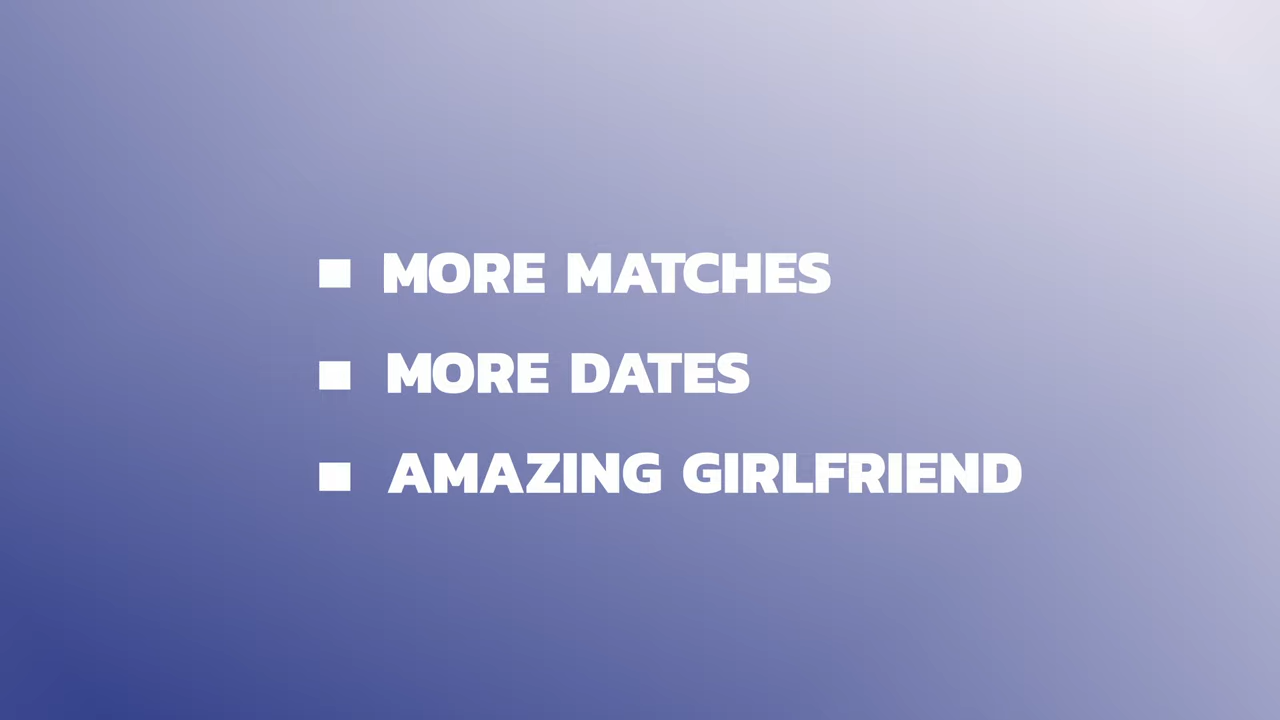 ■ MORE MATCHES
■ MORE DATES
■ AMAZING GIRLFRIEND